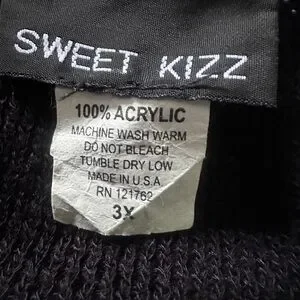 SWEET KIZZ
100% ACRYLIC
MACHINE WASH WARM
DO NOT BLEACH
TUMBLE DRY LOW
MADE IN U.S.A
RN 121762
3X